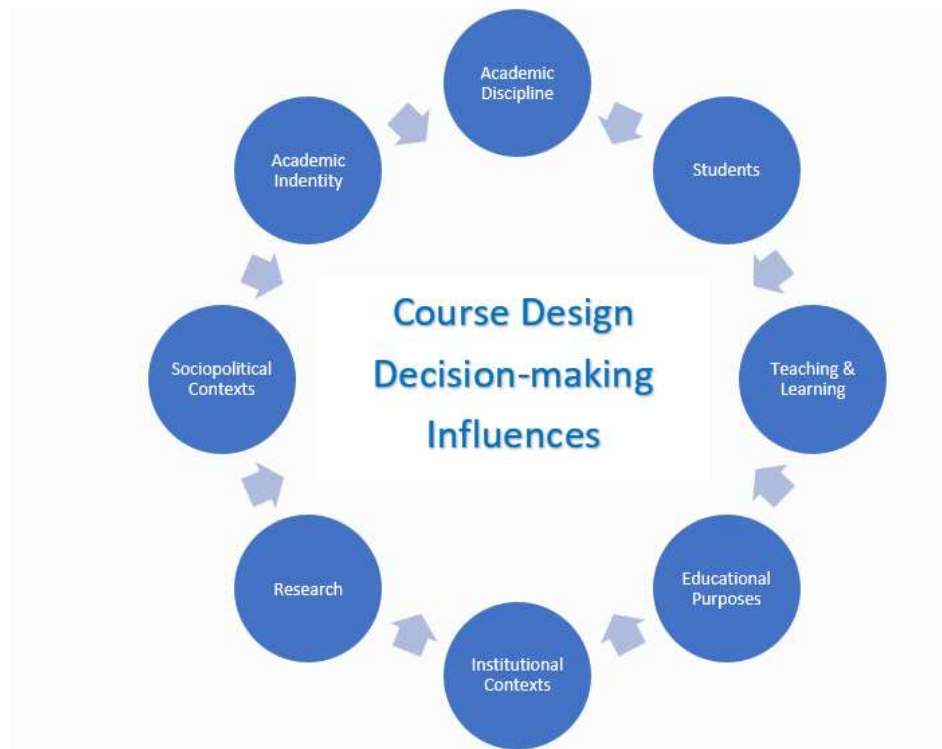 Academic
Discipline
Students
Teaching &
Learning
Educational
Purposes
Institutional
Contexts
Research
Sociopolitical
Contexts
Academic
Indentity
Course Design
Decision-making
Influences